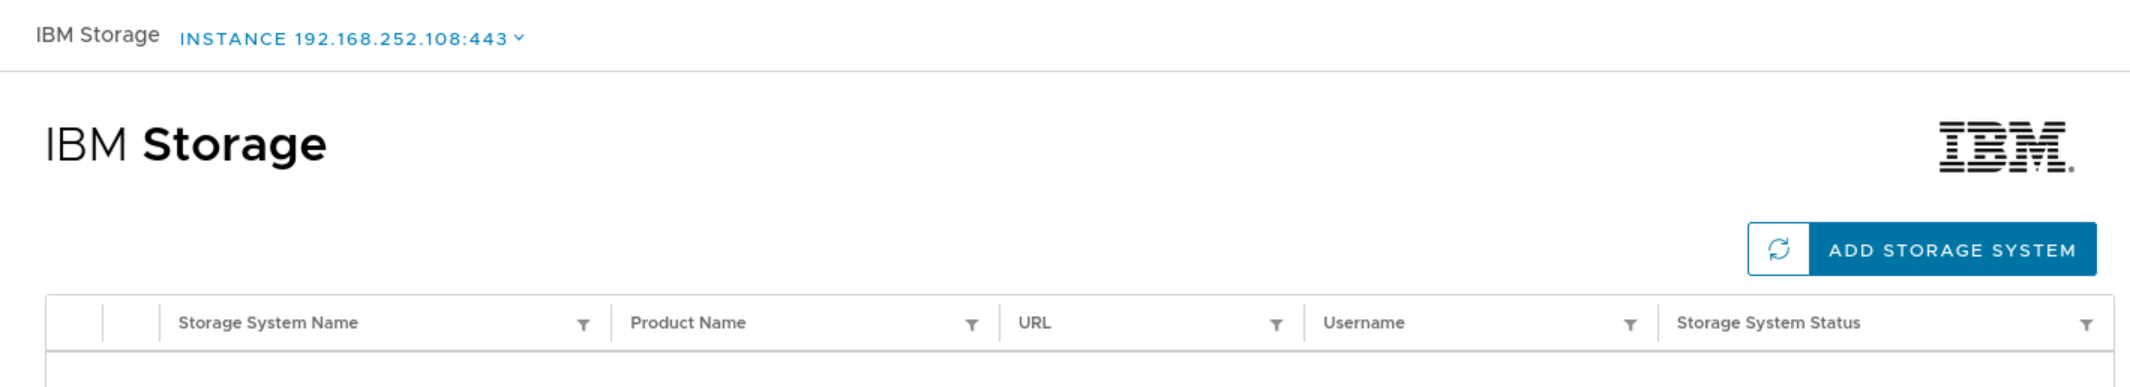 IBM Storage INSTANCE 192.168.252.108:443
IBM Storage
IBM
ADD STORAGE SYSTEM
Storage System Name Product Name URL Username Storage System Status